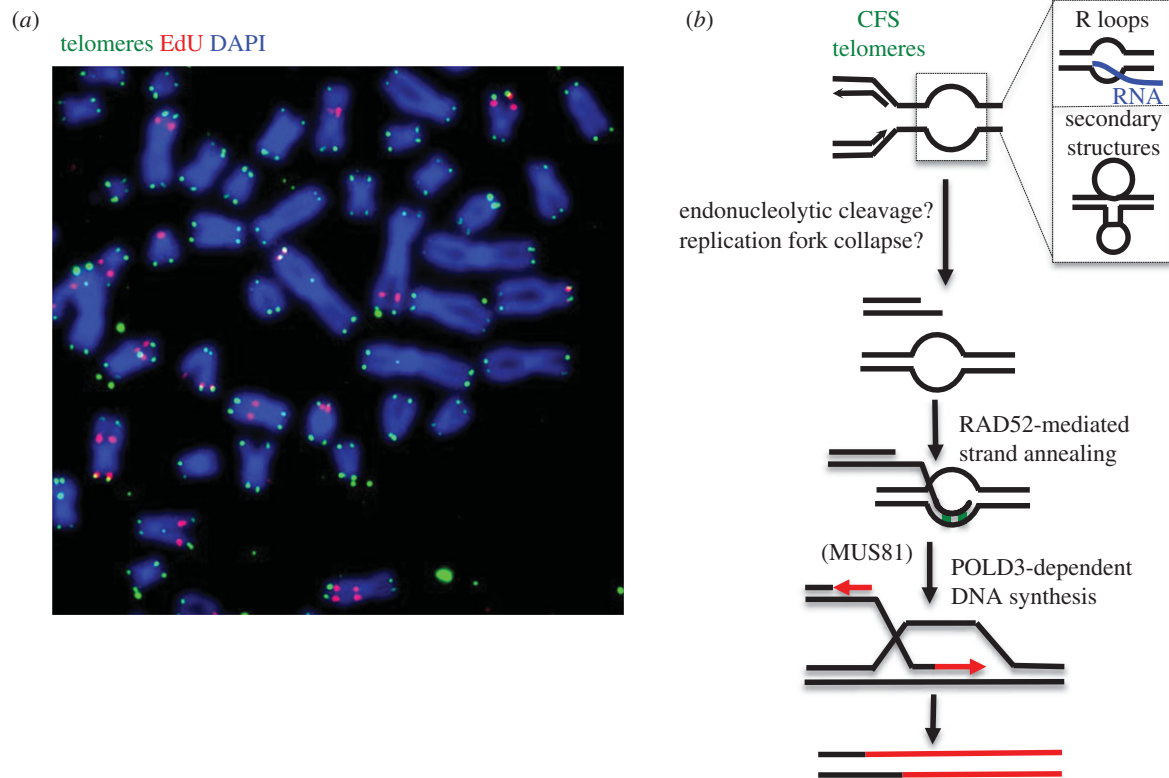 (a)
telomeres EdU DAPI
(b)
CFS
telomeres
R loops
RNA
secondary
structures
endonucleolytic cleavage?
replication fork collapse?
RAD52-mediated
strand annealing
(MUS81)
POLD3-dependent
DNA synthesis